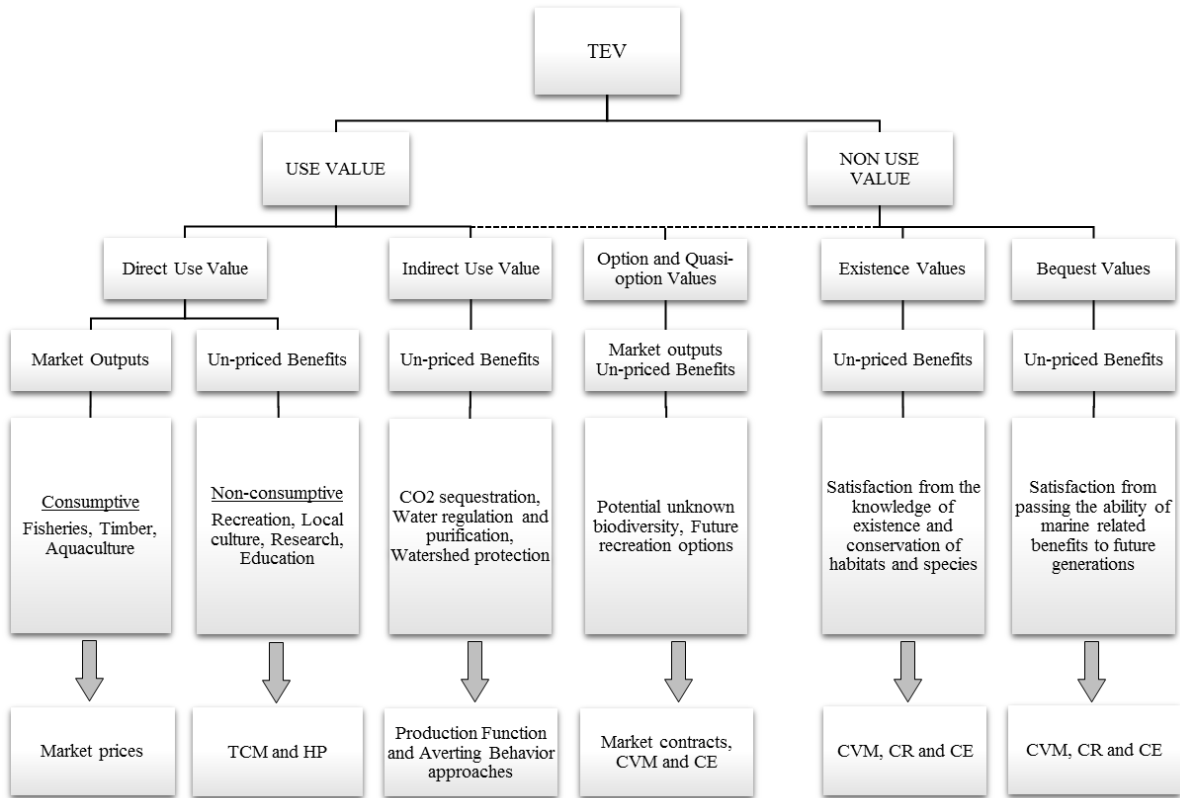 TEV
USE VALUE
NON USE
VALUE
Direct Use Value
Indirect Use Value
Option and Quasi-
option Values
Existence Values
Bequest Values
Market Outputs
Un-priced Benefits
Un-priced Benefits
Market outputs
Un-priced Benefits
Un-priced Benefits
Un-priced Benefits
Consumptive
Fisheries, Timber,
Aquaculture
Non-consumptive
Recreation, Local
culture, Research,
Education
CO2 sequestration,
Water regulation and
purification,
Watershed protection
Potential unknown
biodiversity, Future
recreation options
Satisfaction from the
knowledge of
existence and
conservation of
habitats and species
Satisfaction from
passing the ability of
marine related
benefits to future
generations
Market prices
TCM and HP
Production Function
and Averting Behavior
approaches
Market contracts,
CVM and CE
CVM, CR and CE
CVM, CR and CE